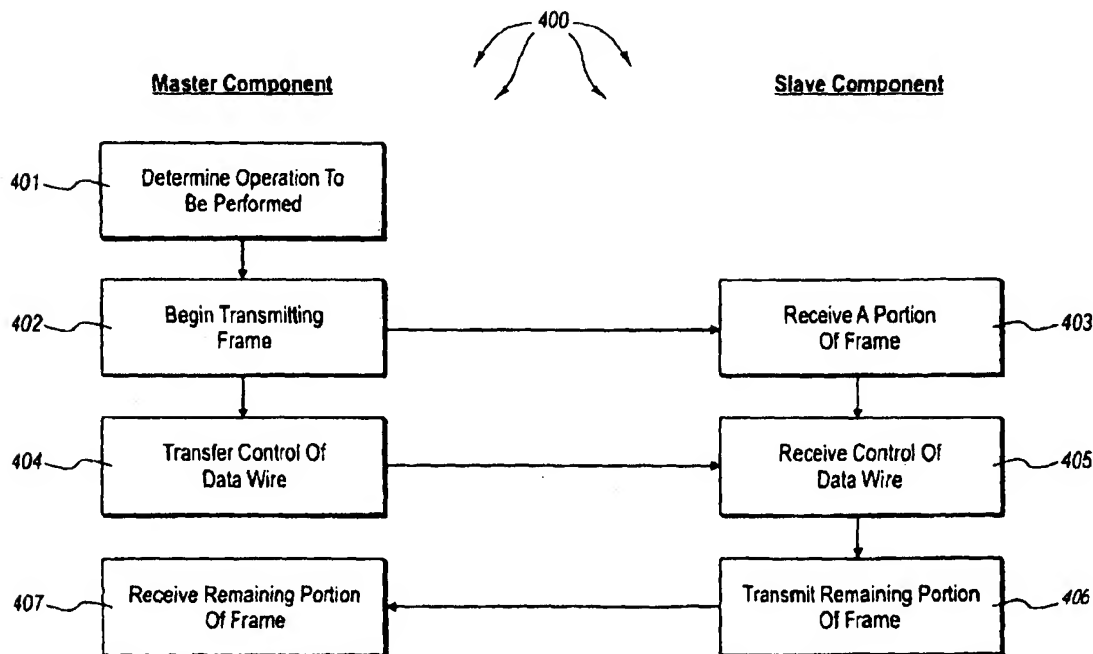 400
Master Component
Slave Component
401
Determine Operation To
Be Performed
402
Begin Transmitting
Frame
Receive A Portion
Of Frame
403
404
Transfer Control Of
Data Wire
Receive Control Of
Data Wire
405
407
Receive Remaining Portion
Of Frame
Transmit Remaining Portion
Of Frame
406